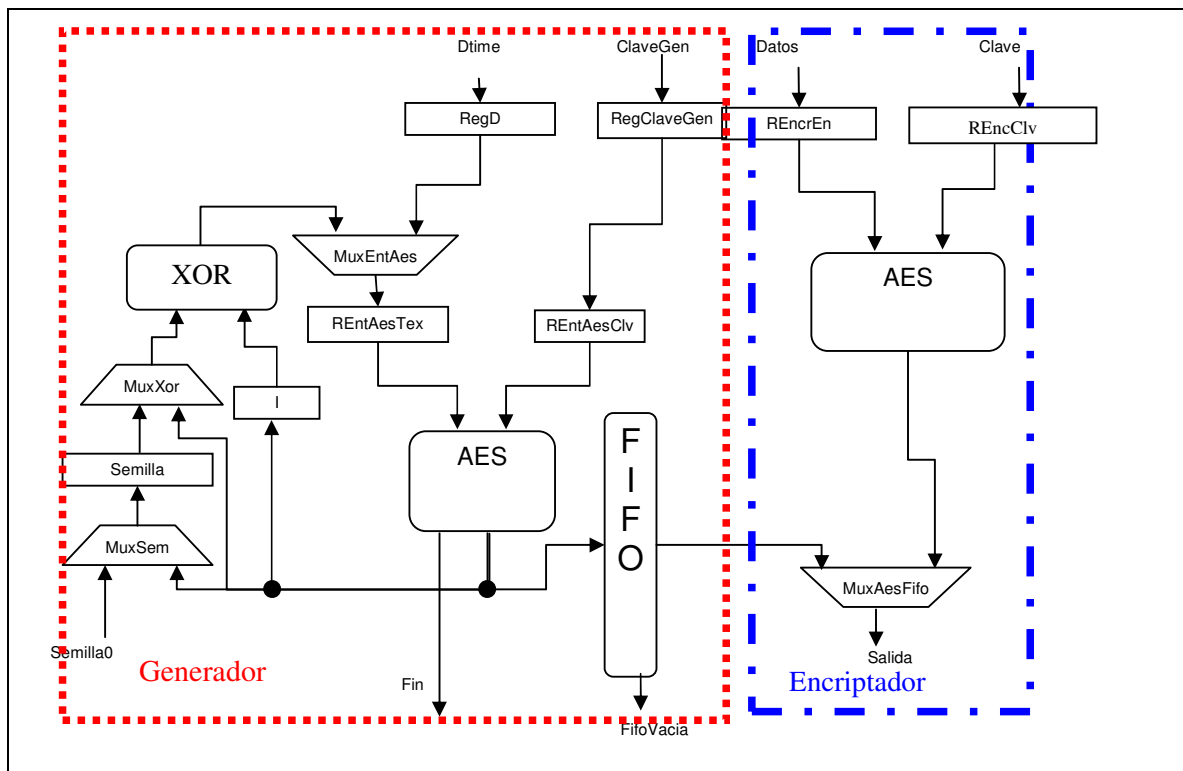 Dtime
ClaveGen
Datos
Clave
RegD
RegClaveGen
REncrEn
REncClv
MuxEntAes
XOR
AES
REntAesTex
REntAesClv
MuxXor
I
F
I
F
O
AES
Semilla
MuxSem
MuxAesFifo
Semilla0
Generador
Fin
Salida
Encriptador
FifoVacia